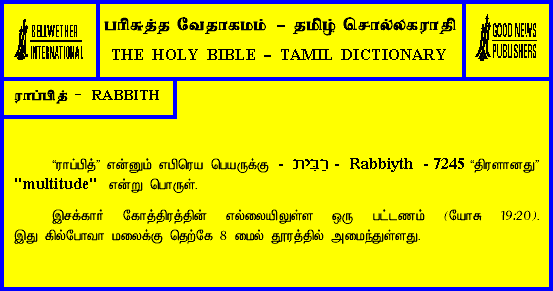 BELLWETHER
INTERNATIONAL
பரிசுத்த வேதாகமம் – தமிழ் சொல்லகராதி
THE HOLY BIBLE – TAMIL DICTIONARY
GOOD NEWS
PUBLISHERS
ராப்பித் – RABBITH
“ராப்பித்” என்னும் எபிரெய பெயருக்கு - רַבִּית - Rabbiyth - 7245 “திரளானது”
"multitude" என்று பொருள்.
இசக்கார் கோத்திரத்தின் எல்லையிலுள்ள ஒரு பட்டணம் (யோசு 19:20).
இது கில்போவா மலைக்கு தெற்கே 8 மைல் தூரத்தில் அமைந்துள்ளது.